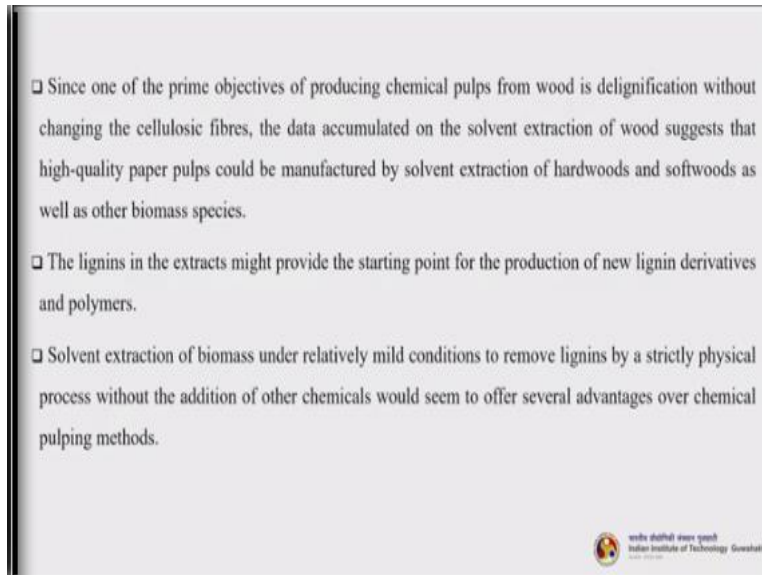 ❑ Since one of the prime objectives of producing chemical pulps from wood is delignification without
changing the cellulosic fibres, the data accumulated on the solvent extraction of wood suggests that
high-quality paper pulps could be manufactured by solvent extraction of hardwoods and softwoods as
well as other biomass species.
❑ The lignins in the extracts might provide the starting point for the production of new lignin derivatives
and polymers.
❑ Solvent extraction of biomass under relatively mild conditions to remove lignins by a strictly physical
process without the addition of other chemicals would seem to offer several advantages over chemical
pulping methods.
भारतीय प्रौद्योगिकी संस्थान गुवाहाटी
Indian Institute of Technology Guwahati